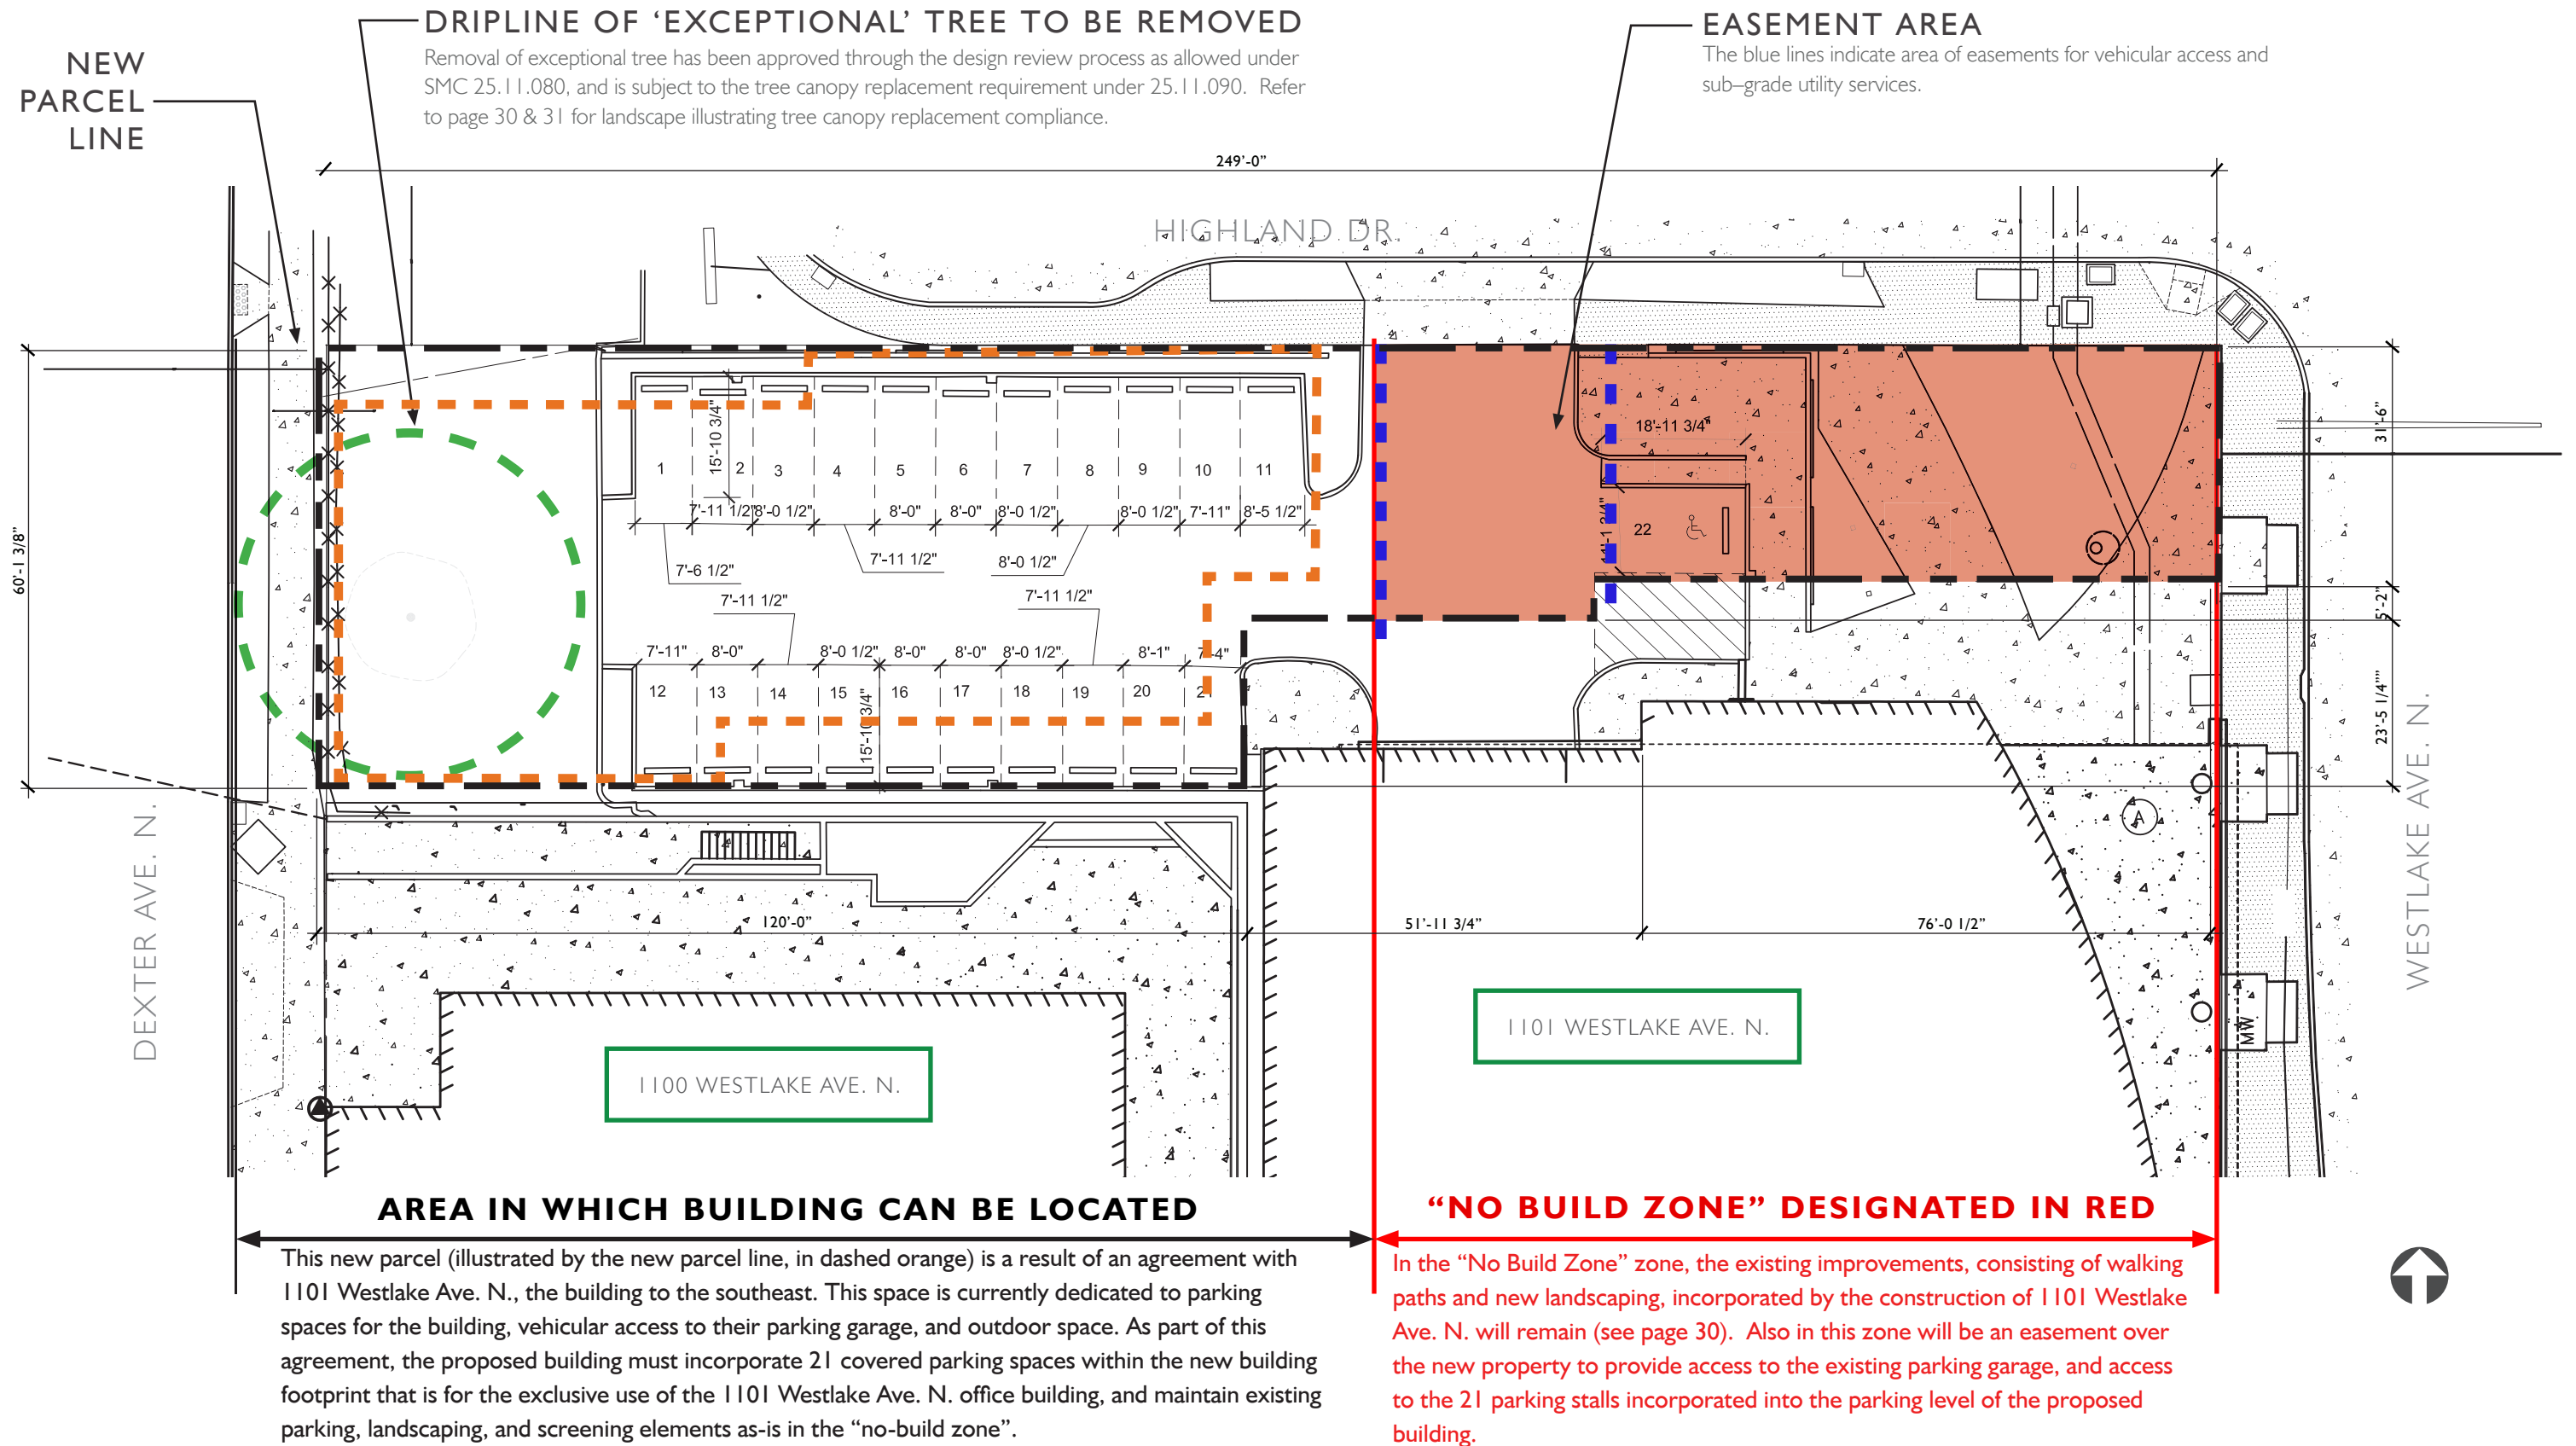 DRIPLINE OF ‘EXCEPTIONAL’ TREE TO BE REMOVED
Removal of exceptional tree has been approved through the design review process as allowed under
SMC 25.11.080, and is subject to the tree canopy replacement requirement under 25.11.090.  Refer
to page 30 & 31 for landscape illustrating tree canopy replacement compliance.
EASEMENT AREA
The blue lines indicate area of easements for vehicular access and
sub–grade utility services.
NEW
PARCEL
LINE
249’-0”
HIGHLAND DR.
60’-1 3/8”
31’-6”
5’-2”
23’-5 1/4””
15'-10 3/4"
1 2 3 4 5 6 7 8 9 10 11
7'-11 1/2" 8'-0 1/2" 8'-0" 8'-0" 8'-0 1/2" 8'-0 1/2" 7'-11" 8'-5 1/2"
7'-6 1/2"
7'-11 1/2"
8'-0 1/2"
7'-11 1/2"
7'-11 1/2"
7'-11" 8'-0" 8'-0 1/2" 8'-0" 8'-0" 8'-0 1/2" 8'-1"
12 13 14 15 16 17 18 19 20
15'-10 3/4"
18'-11 3/4"
22
A
MW
DEXTER AVE. N.
WESTLAKE AVE. N.
120’-0”
51’-11 3/4”
76’-0 1/2”
1100 WESTLAKE AVE. N.
1101 WESTLAKE AVE. N.
AREA IN WHICH BUILDING CAN BE LOCATED
This new parcel (illustrated by the new parcel line, in dashed orange) is a result of an agreement with
1101 Westlake Ave. N., the building to the southeast. This space is currently dedicated to parking
spaces for the building, vehicular access to their parking garage, and outdoor space. As part of this
agreement, the proposed building must incorporate 21 covered parking spaces within the new building
footprint that is for the exclusive use of the 1101 Westlake Ave. N. office building, and maintain existing
parking, landscaping, and screening elements as-is in the “no-build zone”.
“NO BUILD ZONE” DESIGNATED IN RED
In the “No Build Zone” zone, the existing improvements, consisting of walking
paths and new landscaping, incorporated by the construction of 1101 Westlake
Ave. N. will remain (see page 30).  Also in this zone will be an easement over
the new property to provide access to the existing parking garage, and access
to the 21 parking stalls incorporated into the parking level of the proposed
building.